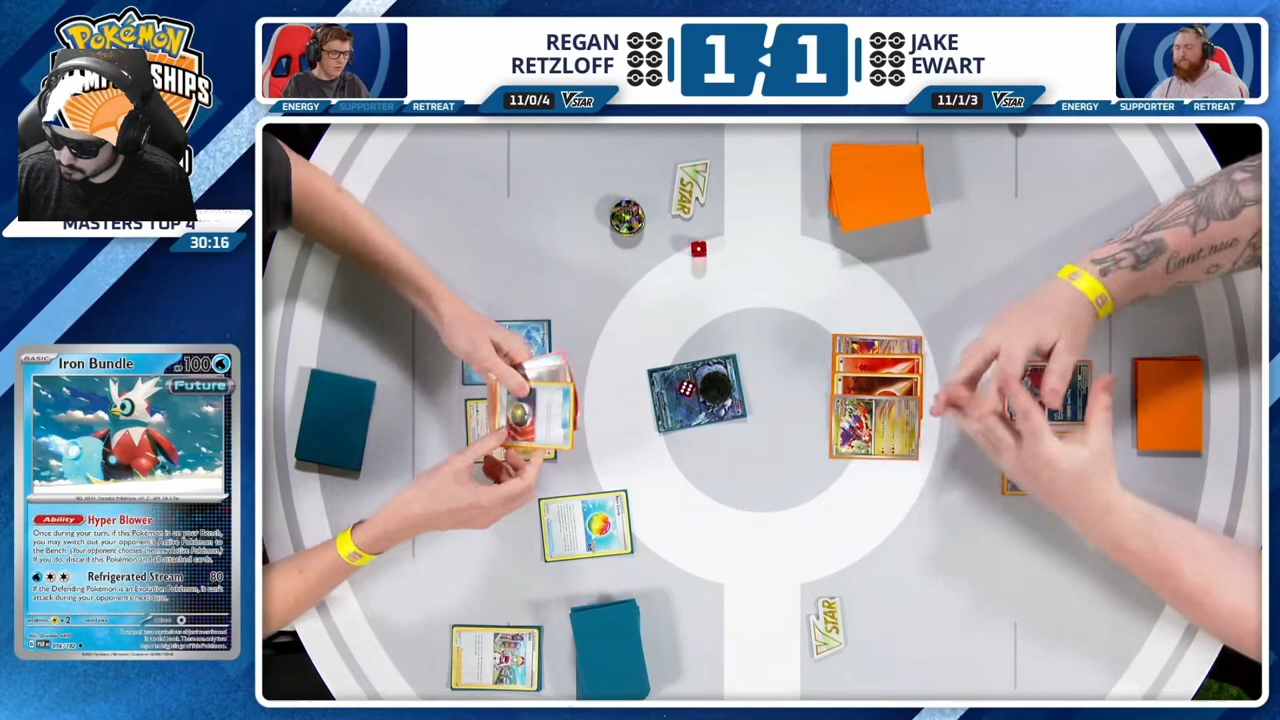 Pokémon
REGAN
RETZLOFF
1 1
JAKE
EWART
ENERGY SUPPORTER RETREAT
11/0/4 VSTAR
11/1/3 VSTAR
ENERGY SUPPORTER RETREAT
MASTERS TOP 4
30:16
VSTAR
Continue
VSTAR
BASIC Iron Bundle 100
Future
Ability Hyper Blower
Once during your turn, if this Pokémon is on your Bench,
you may switch out your opponent's Active Pokémon to
the Bench. (Your opponent chooses the new Active Pokémon.)
If you do, discard this Pokémon and all attached cards.
Refrigerated Stream 80
If the Defending Pokémon is an Evolution Pokémon, it can't
attack during your opponent's next turn.
weakness x2 resistance